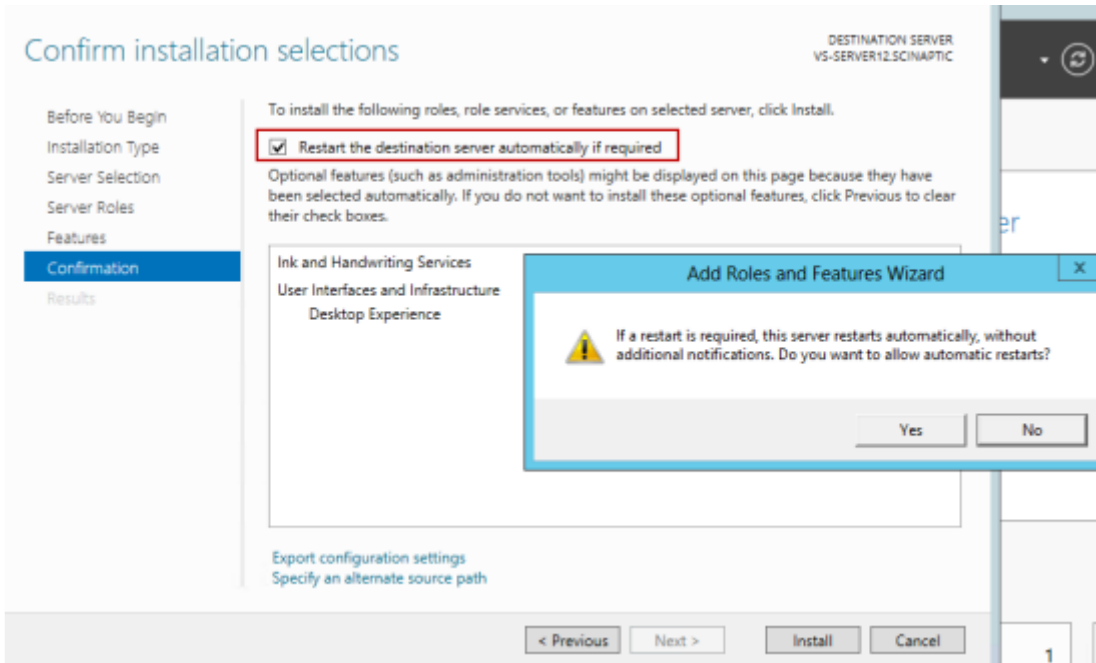 Confirm installation selections
DESTINATION SERVER
VS-SERVER12.SCINAPTIC
Before You Begin
Installation Type
Server Selection
Server Roles
Features
Confirmation
Results
To install the following roles, role services, or features on selected server, click Install.
Restart the destination server automatically if required
Optional features (such as administration tools) might be displayed on this page because they have
been selected automatically. If you do not want to install these optional features, click Previous to clear
their check boxes.
Ink and Handwriting Services
User Interfaces and Infrastructure
Desktop Experience
Export configuration settings
Specify an alternate source path
< Previous
Next >
Install
Cancel
Add Roles and Features Wizard
x
If a restart is required, this server restarts automatically, without
additional notifications. Do you want to allow automatic restarts?
Yes
No
er
1